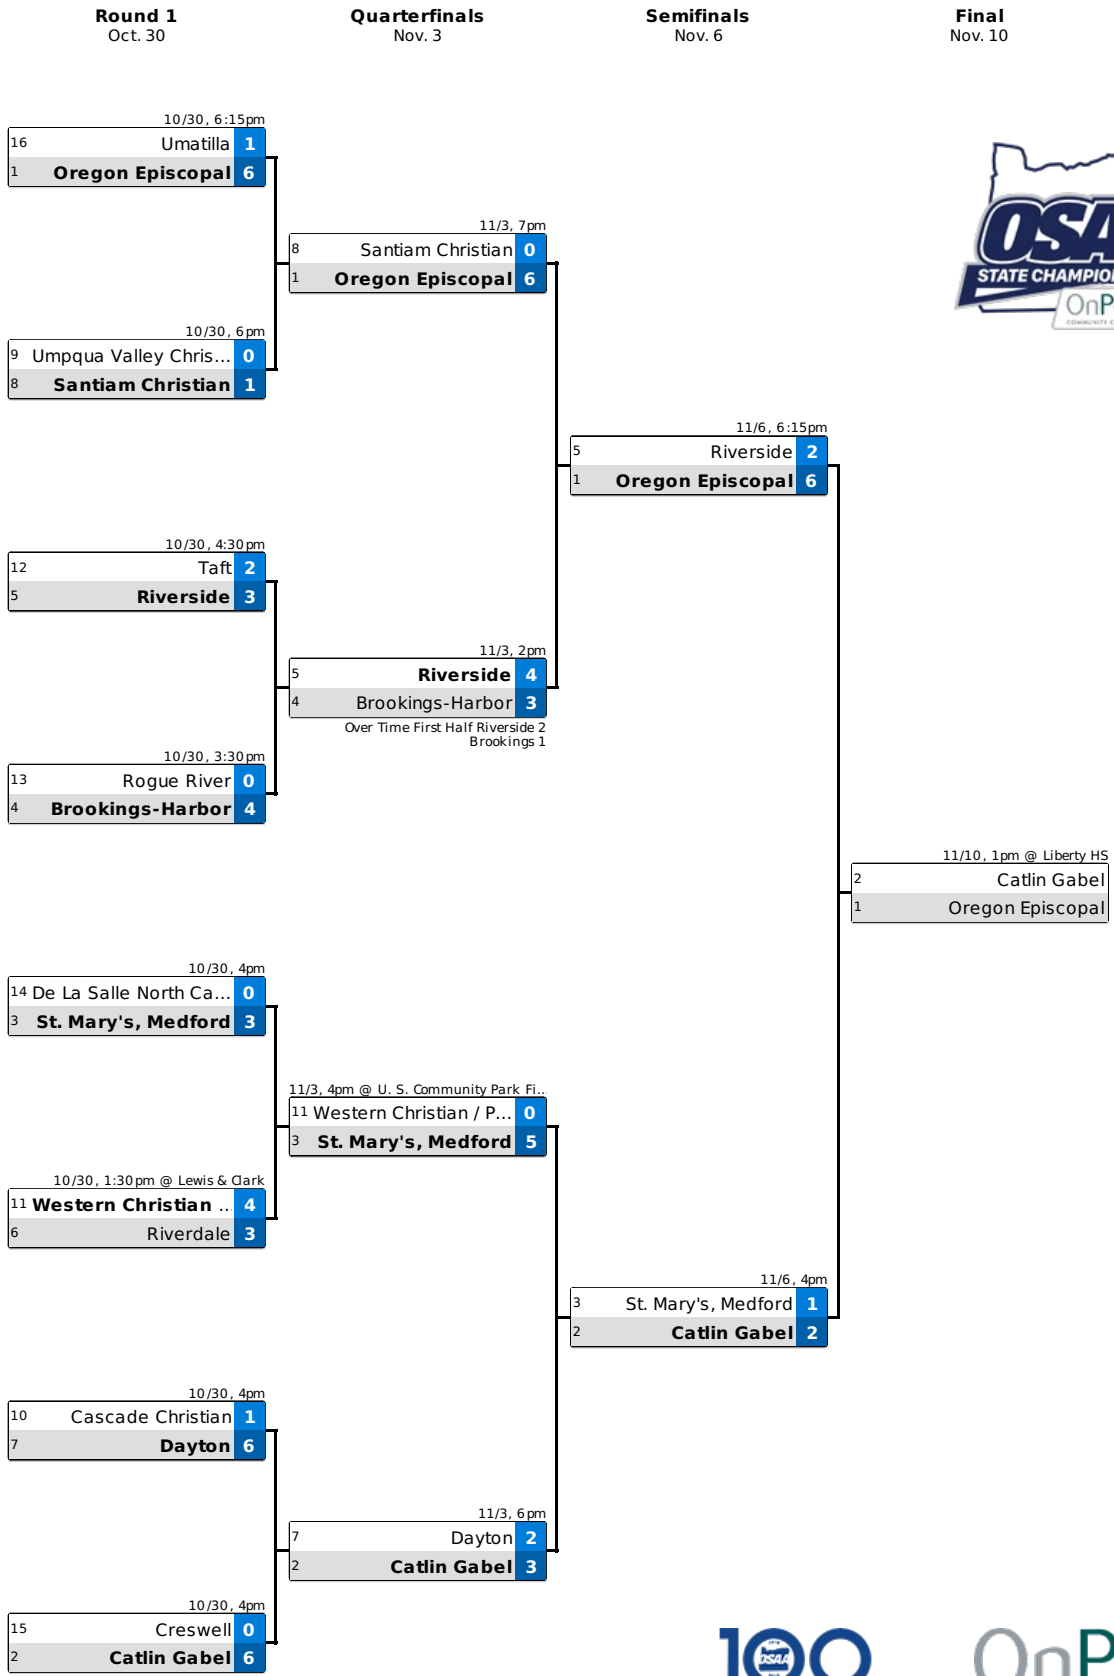 Round 1
Oct. 30
Quarterfinals
Nov. 3
Semifinals
Nov. 6
Final
Nov. 10
10/30, 6:15pm
16 Umatilla 1
1 Oregon Episcopal 6
11/3, 7pm
8 Santiam Christian 0
1 Oregon Episcopal 6
10/30, 6pm
9 Umpqua Valley Chris... 0
8 Santiam Christian 1
OSA
STATE CHAMPIO
OnP
11/6, 6:15pm
5 Riverside 2
1 Oregon Episcopal 6
10/30, 4:30pm
12 Taft 2
5 Riverside 3
11/3, 2pm
5 Riverside 4
4 Brookings-Harbor 3
Over Time First Half Riverside 2
Brookings 1
10/30, 3:30pm
13 Rogue River 0
4 Brookings-Harbor 4
11/10, 1pm @ Liberty HS
2 Catlin Gabel
1 Oregon Episcopal
10/30, 4pm
14 De La Salle North Ca... 0
3 St. Mary's, Medford 3
11/3, 4pm @ U. S. Community Park Fi...
11 Western Christian / P... 0
3 St. Mary's, Medford 5
10/30, 1:30pm @ Lewis & Clark
11 Western Christian ... 4
6 Riverdale 3
11/6, 4pm
3 St. Mary's, Medford 1
2 Catlin Gabel 2
10/30, 4pm
10 Cascade Christian 1
7 Dayton 6
11/3, 6pm
7 Dayton 2
2 Catlin Gabel 3
10/30, 4pm
15 Creswell 0
2 Catlin Gabel 6
100
OSAA
OnP